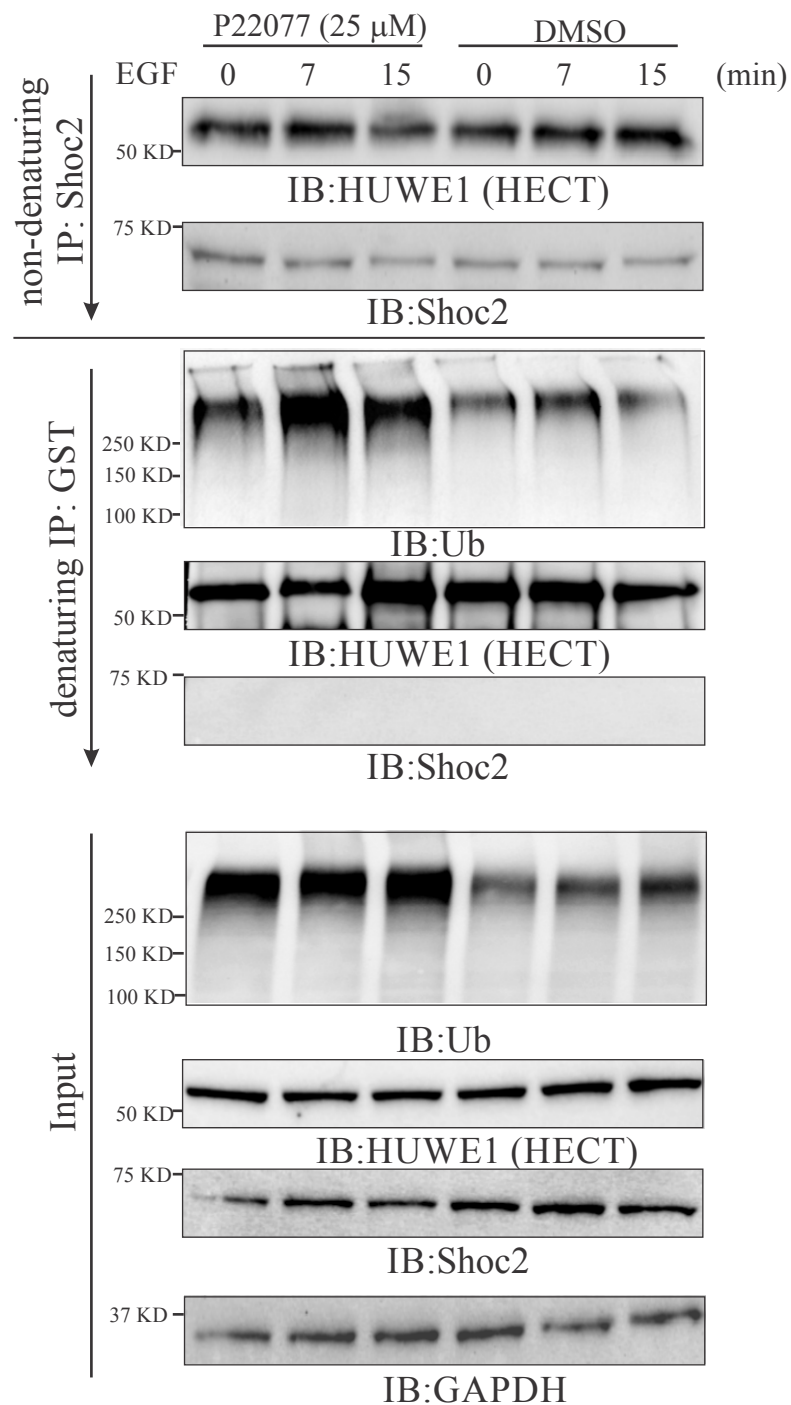 P22077 (25 μM) DMSO
EGF 0 7 15 0 7 15 (min)
non-denaturing
IP: Shoc2
50 KD
IB:HUWE1 (HECT)
75 KD
IB:Shoc2
denaturing IP: GST
250 KD
150 KD
100 KD
IB:Ub
50 KD
IB:HUWE1 (HECT)
75 KD
IB:Shoc2
Input
250 KD
150 KD
100 KD
IB:Ub
50 KD
IB:HUWE1 (HECT)
75 KD
IB:Shoc2
37 KD
IB:GAPDH